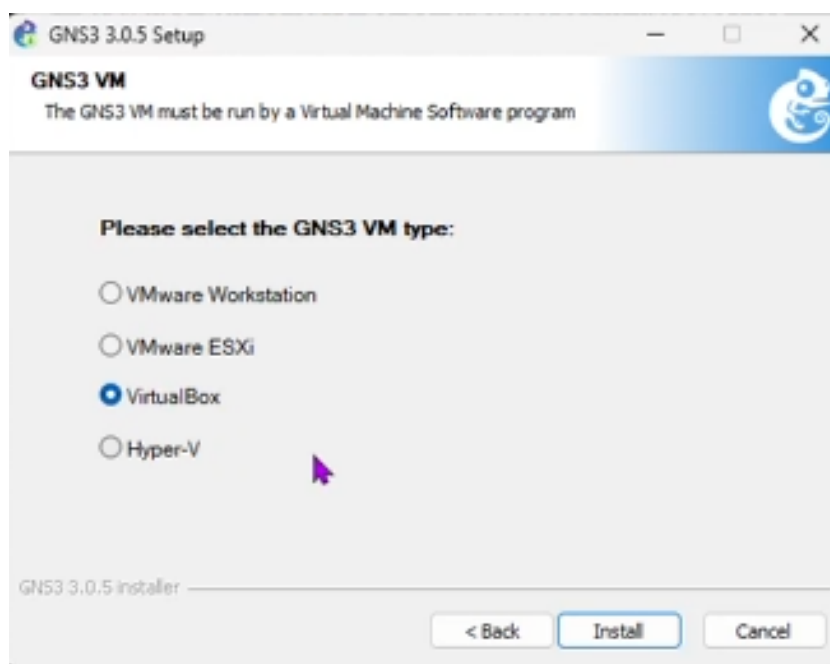 GNS3 3.0.5 Setup
GNS3 VM
The GNS3 VM must be run by a Virtual Machine Software program
Please select the GNS3 VM type:
VMware Workstation
VMware ESXi
VirtualBox
Hyper-V
GNS3 3.0.5 installer
< Back
Install
Cancel